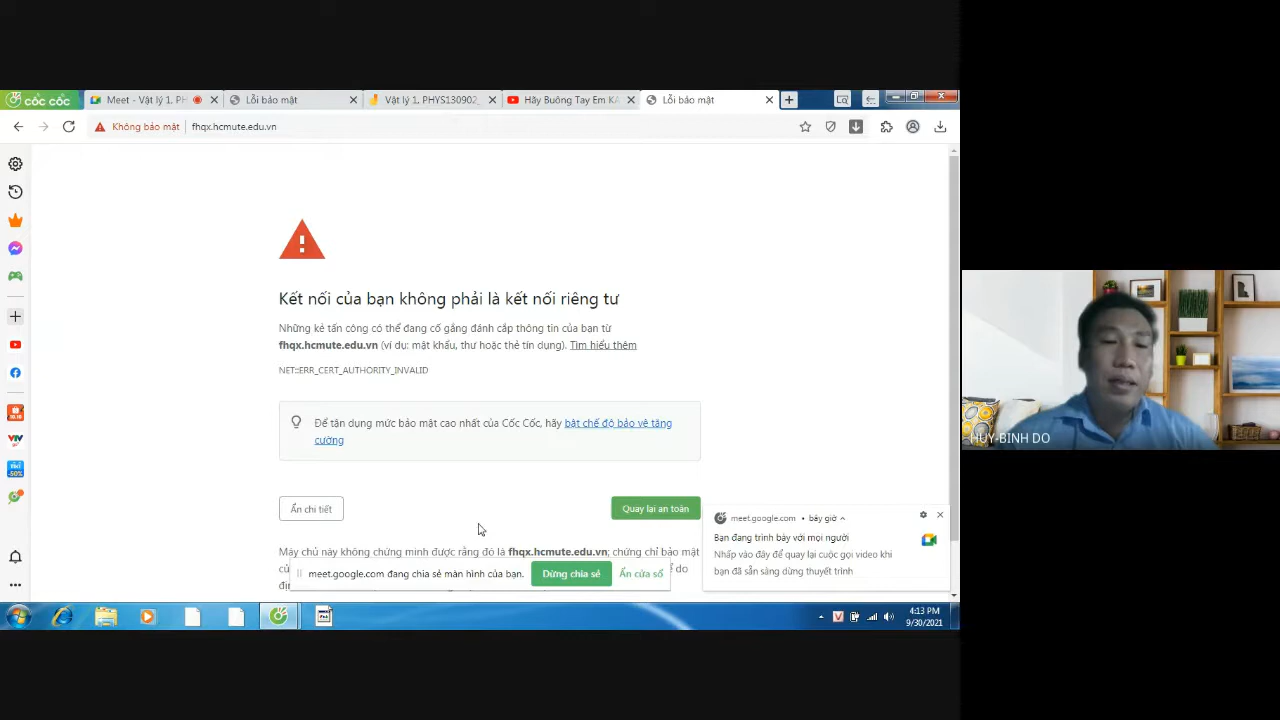 cốc cốc
Meet - Vật lý 1, PH
Lỗi bảo mật
Vật lý 1, PHYS130902_
Hãy Buông Tay Em KA
Lỗi bảo mật
Không bảo mật
fhqx.hcmute.edu.vn
Kết nối của bạn không phải là kết nối riêng tư
Những kẻ tấn công có thể đang cố gắng đánh cắp thông tin của bạn từ
fhqx.hcmute.edu.vn (ví dụ: mật khẩu, thư hoặc thẻ tín dụng). Tìm hiểu thêm
NET::ERR_CERT_AUTHORITY_INVALID
Để tận dụng mức bảo mật cao nhất của Cốc Cốc, hãy bật chế độ bảo vệ tăng
cường
Ẩn chi tiết
Quay lại an toàn
Máy chủ này không chứng minh được rằng đó là fhqx.hcmute.edu.vn; chứng chỉ bảo mật
meet.google.com đang chia sẻ màn hình của bạn.
Dừng chia sẻ
Ẩn cửa sổ
meet.google.com • bây giờ
Bạn đang trình bày với mọi người
Nhấp vào đây để quay lại cuộc gọi video khi
bạn đã sẵn sàng dừng thuyết trình
4:13 PM
9/30/2021
HUY-BINH DO